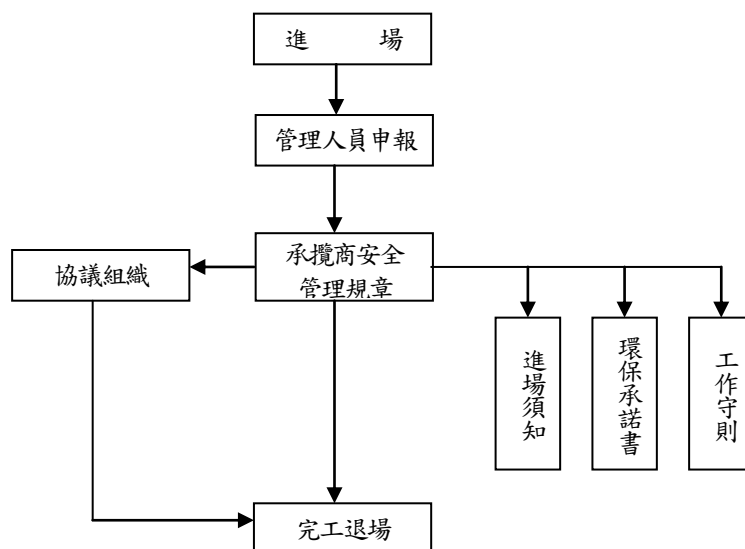 進 場
管理人員申報
承攬商安全
管理規章
協議組織
進場須知
環保承諾書
工作守則
完工退場